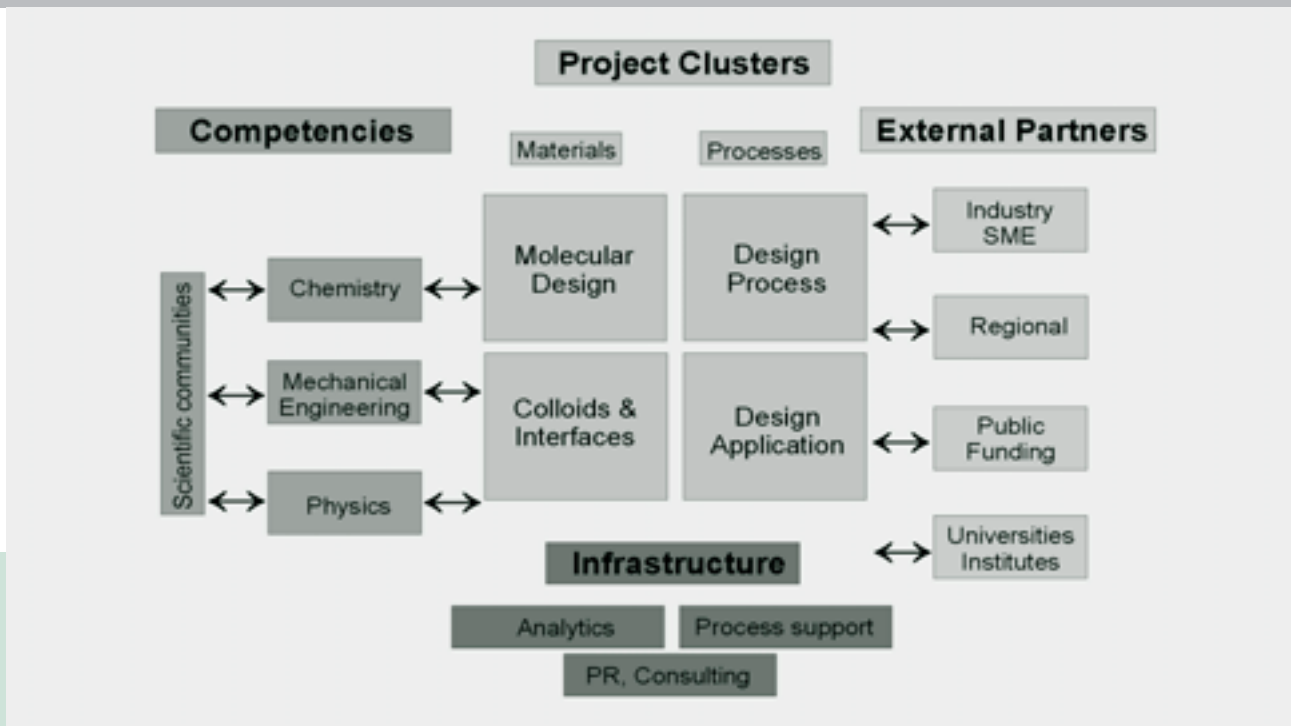 Project Clusters
Competencies
External Partners
Materials
Processes
Industry
SME
Molecular
Design
Design
Process
Chemistry
Regional
Scientific communities
Mechanical
Engineering
Colloids &
Interfaces
Design
Application
Public
Funding
Physics
Universities
Institutes
Infrastructure
Analytics
Process support
PR, Consulting